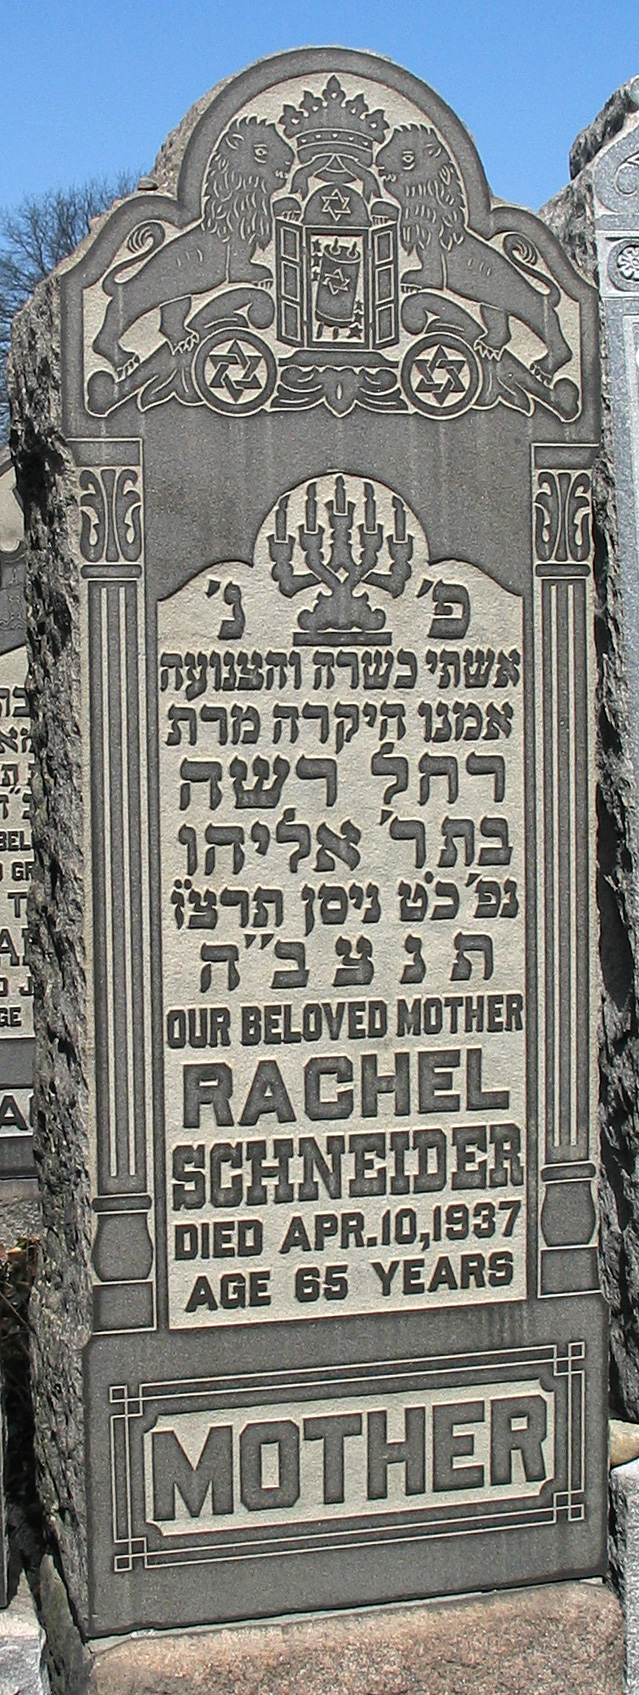 פ' נ'
אשתי כשרה והצנועה
אמנו היקרה מרת
רחל רשה
בת ר' אליהו
נפ' כ"ט ניסן תרצ"ז
ת נ צ ב"ה
OUR BELOVED MOTHER
RACHEL
SCHNEIDER
DIED APR.10,1937
AGE 65 YEARS
MOTHER